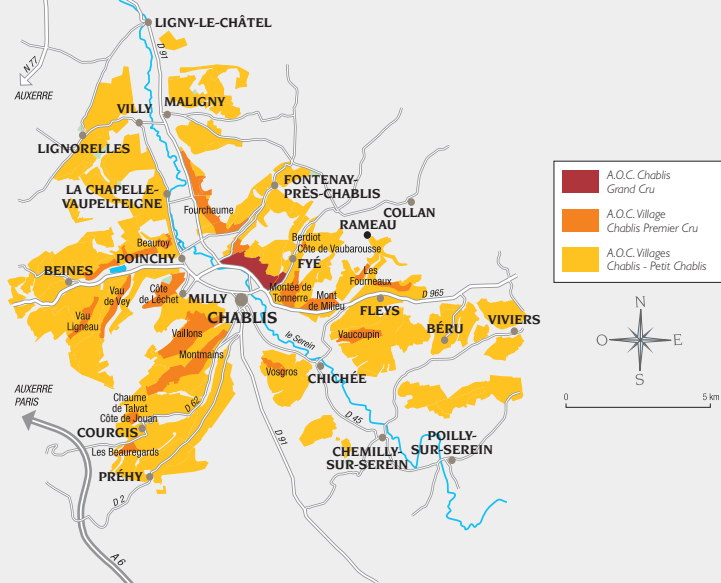 LIGNY-LE-CHÂTEL
D 91
N 77
AUXERRE
VILLY
MALIGNY
LIGNORELLES
LA CHAPELLE-
VAUPELTEIGNE
FONTENAY-
PRÈS-CHABLIS
Fourchaume
COLLAN
RAMEAU
Beauroy
Berdiot
Côte de Vaubarousse
POINCHY
FYÉ
BEINES
Les
Fourneaux
Vau
de Vey
Côte
de Léchet
MILLY
Montée de
Tonnerre
Mont
de Milieu
D 965
CHABLIS
FLEYS
Vau
Ligneau
VIVIERS
BÉRU
Vaillons
le Serein
Vaucoupin
Montmains
Vosgros
CHICHÉE
AUXERRE
PARIS
Chaume
de Talvat
Côte de Jouan
D 62
COURGIS
D 91
D 45
Les Beauregards
CHEMILLY-
SUR-SEREIN
POILLY-
SUR-SEREIN
PRÉHY
D 2
A 6
A.O.C. Chablis
Grand Cru
A.O.C. Village
Chablis Premier Cru
A.O.C. Villages
Chablis - Petit Chablis
N
O
E
S
0
5 km